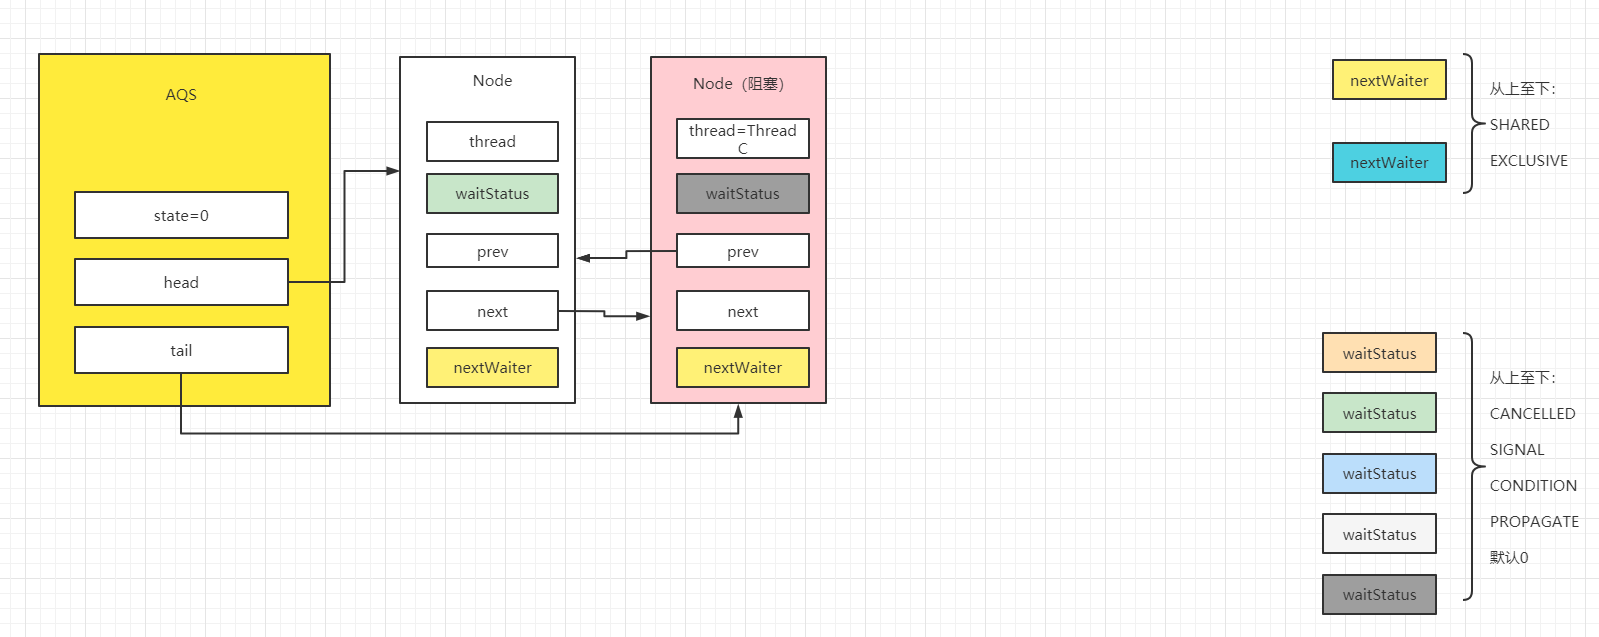 AQS
state=0
head
tail
Node
thread
waitStatus
prev
next
nextWaiter
Node（阻塞）
thread=Thread
C
waitStatus
prev
next
nextWaiter
nextWaiter
nextWaiter
从上至下：
SHARED
EXCLUSIVE
waitStatus
waitStatus
waitStatus
waitStatus
waitStatus
从上至下：
CANCELLED
SIGNAL
CONDITION
PROPAGATE
默认0